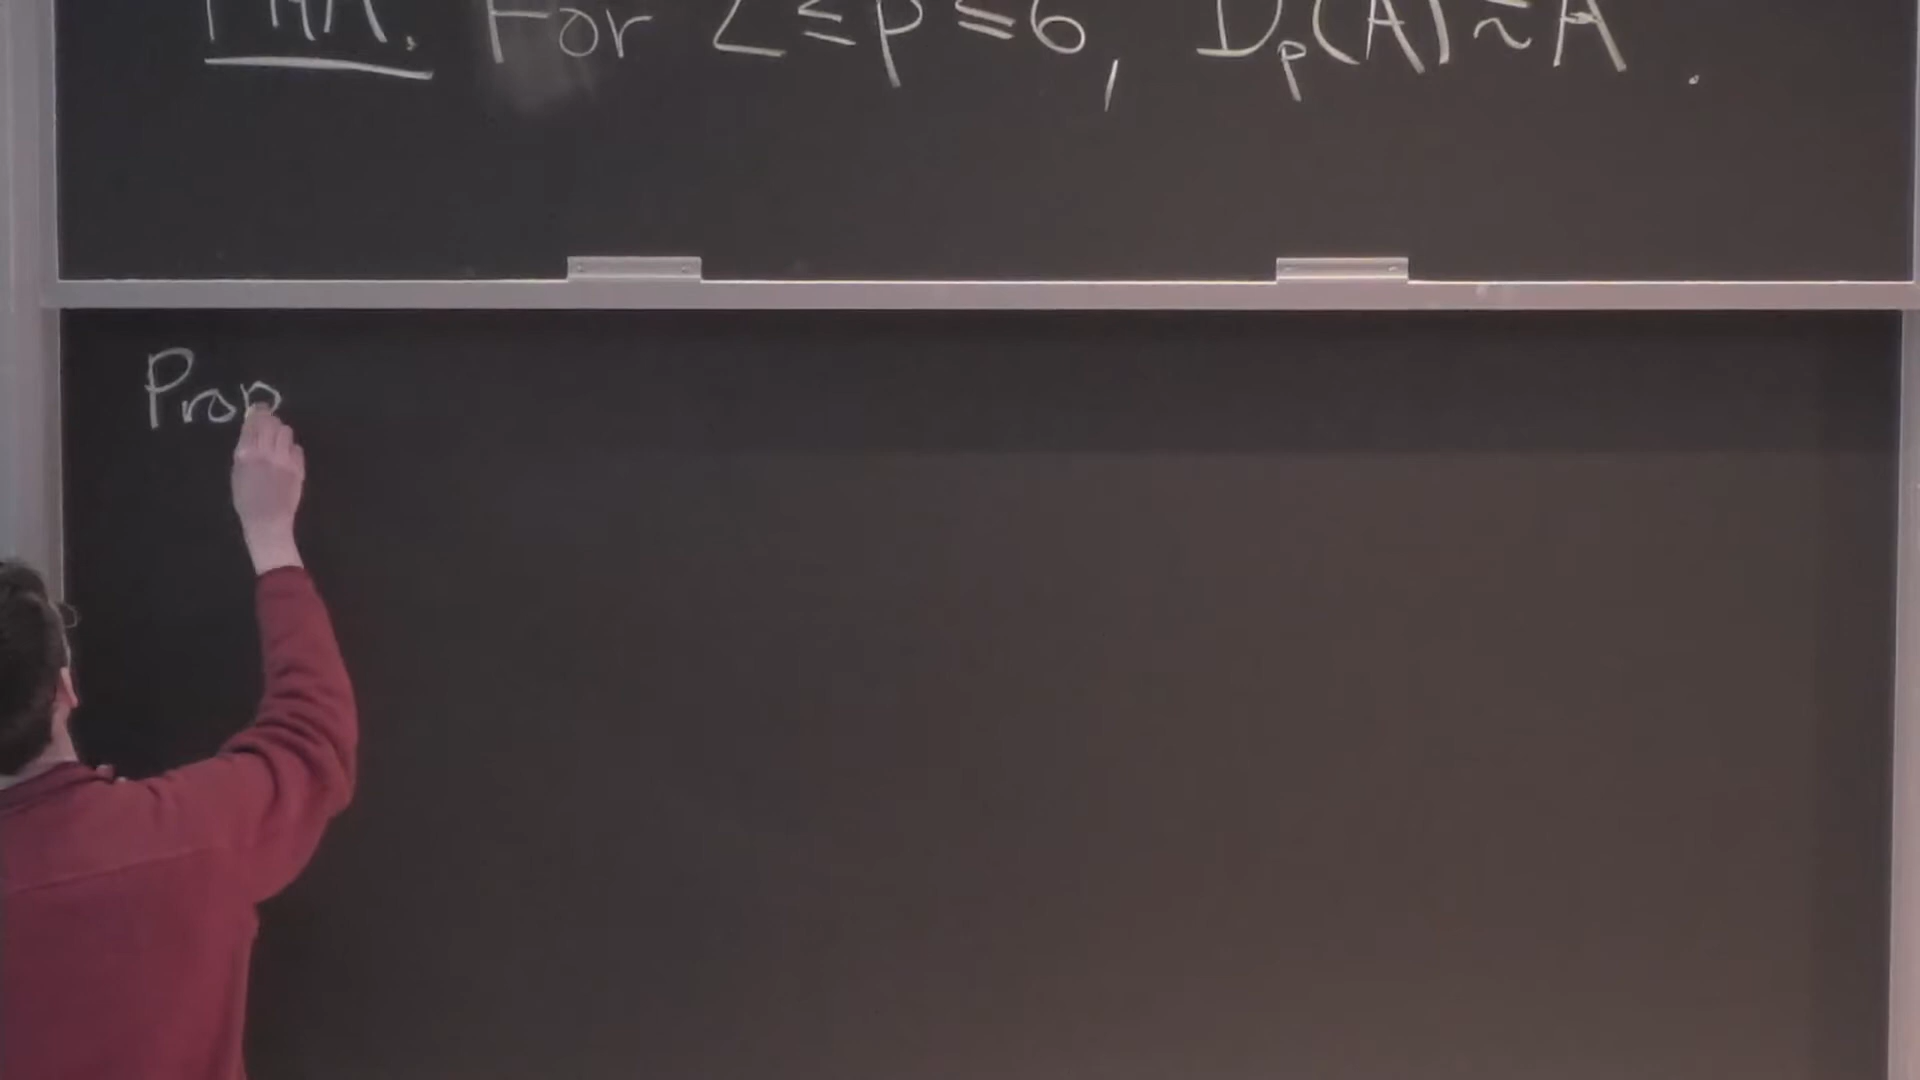 Thm. For 2 ≤ p ≤ 6, D_p(A) ≈ A.
Prop